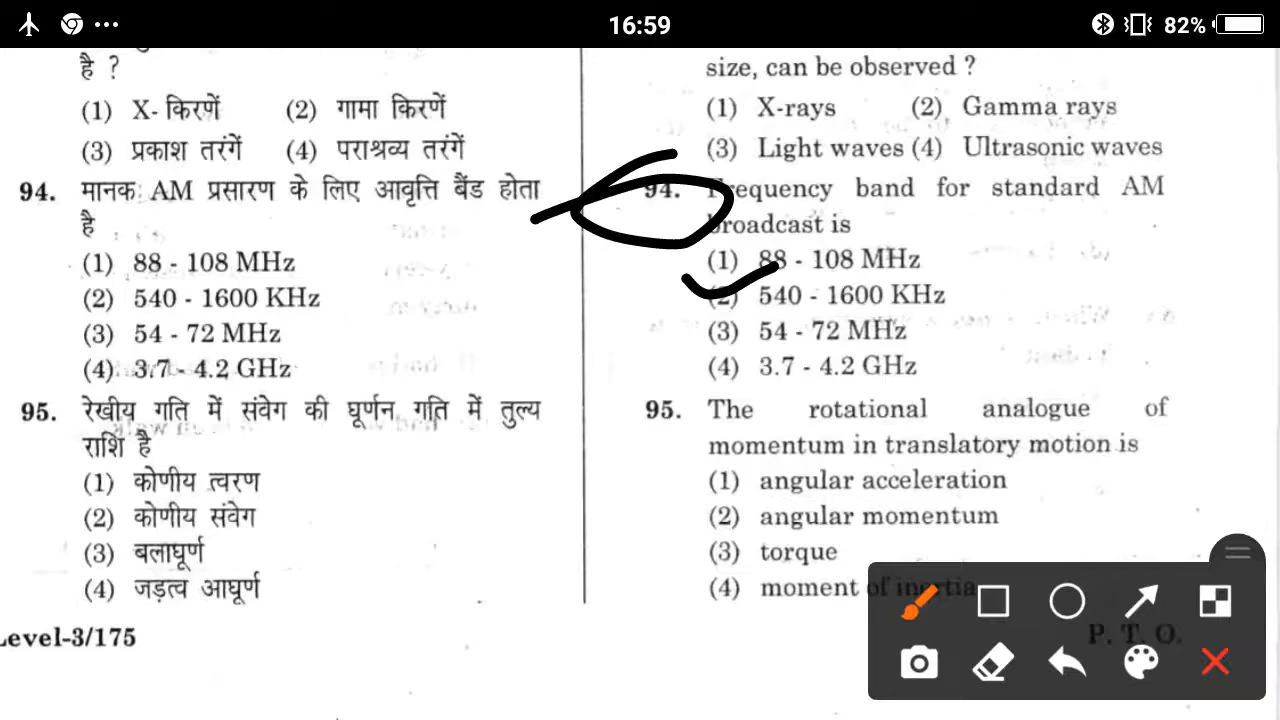 16:59
82%
है ?
(1) X- किरणें (2) गामा किरणें
(3) प्रकाश तरंगें (4) पराश्रव्य तरंगें
94. मानक AM प्रसारण के लिए आवृत्ति बैंड होता
है
(1) 88 - 108 MHz
(2) 540 - 1600 KHz
(3) 54 - 72 MHz
(4) 3.7 - 4.2 GHz
95. रेखीय गति में संवेग की घूर्णन गति में तुल्य
राशि है
(1) कोणीय त्वरण
(2) कोणीय संवेग
(3) बलाघूर्ण
(4) जड़त्व आघूर्ण
Level-3/175
size, can be observed ?
(1) X-rays (2) Gamma rays
(3) Light waves (4) Ultrasonic waves
94. Frequency band for standard AM
broadcast is
(1) 88 - 108 MHz
(2) 540 - 1600 KHz
(3) 54 - 72 MHz
(4) 3.7 - 4.2 GHz
95. The rotational analogue of
momentum in translatory motion is
(1) angular acceleration
(2) angular momentum
(3) torque
(4) moment of inertia
P. T. O.